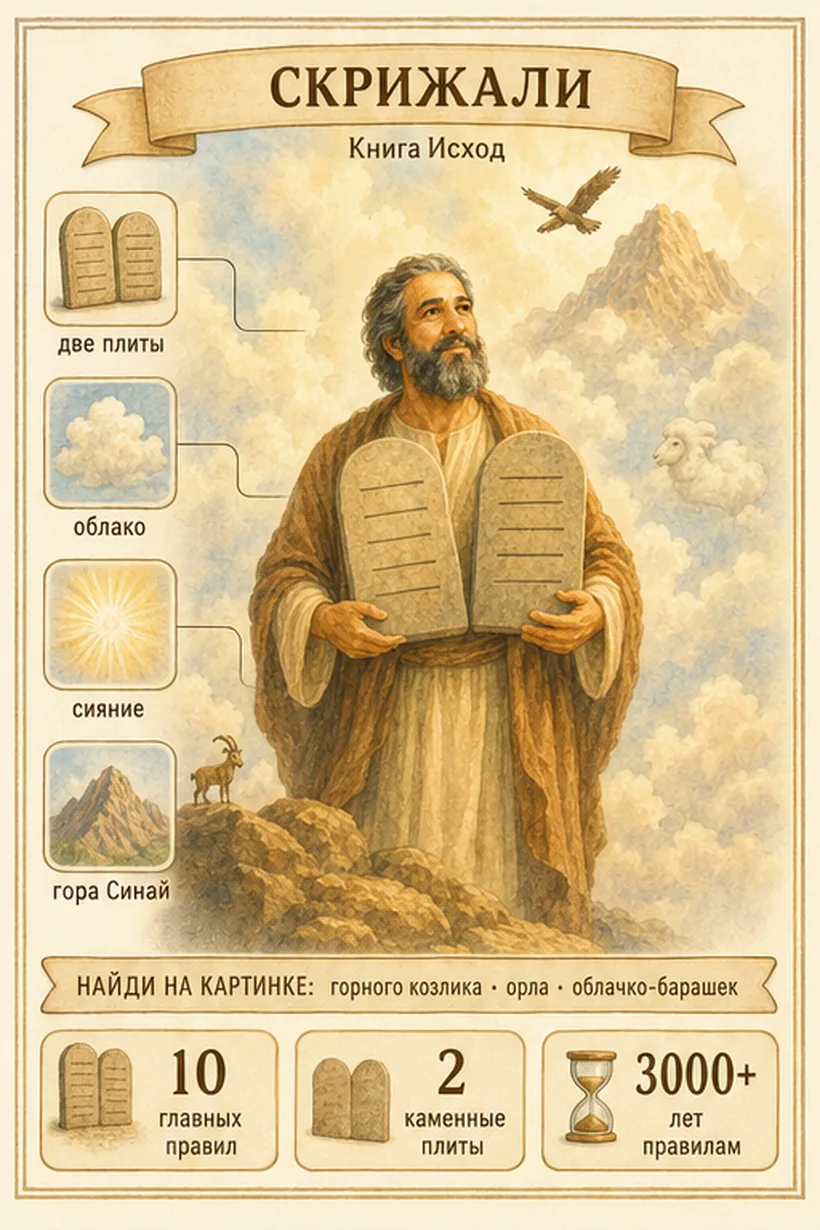 СКРИЖАЛИ
Книга Исход
две плиты
облако
сияние
гора Синай
НАЙДИ НА КАРТИНКЕ: горного козлика · орла · облачко-барашек
10
главных
правил
2
каменные
плиты
3000+
лет
правилам